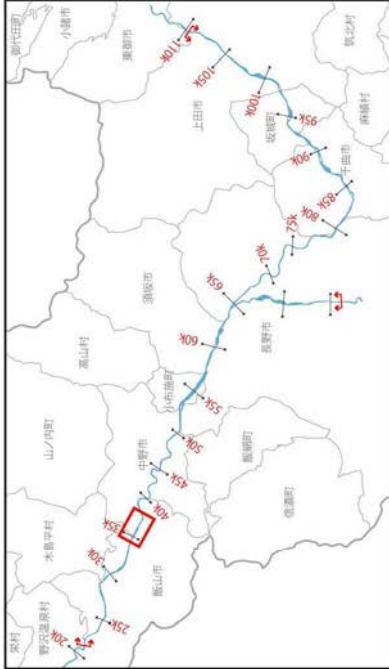 御代田町
小諸市
東御市
110k
105k
上田市
筑北村
麻績村
100k
坂城町
95k
90k
千曲市
85k
80k
75k
70k
65k
長野市
須坂市
60k
高山村
小布施町
55k
50k
飯綱町
信濃町
山ノ内町
中野市
45k
40k
35k
木島平村
30k
飯山市
25k
野沢温泉村
20k
栄村